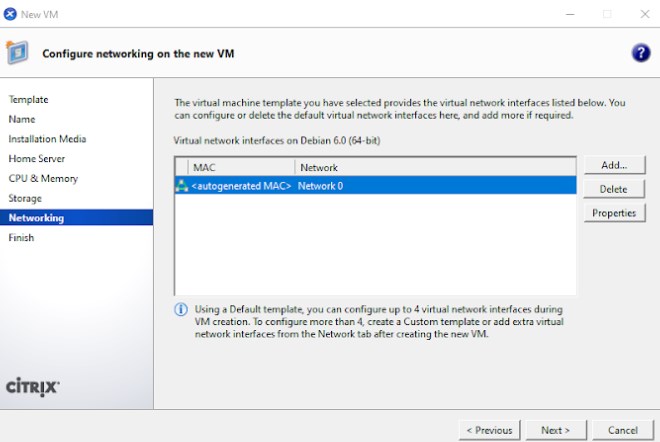 New VM
Configure networking on the new VM
?
Template
Name
Installation Media
Home Server
CPU & Memory
Storage
Networking
Finish
The virtual machine template you have selected provides the virtual network interfaces listed below. You
can configure or delete the default virtual network interfaces here, and add more if required.
Virtual network interfaces on Debian 6.0 (64-bit)
MAC Network
<autogenerated MAC> Network 0
Add...
Delete
Properties
Using a Default template, you can configure up to 4 virtual network interfaces during
VM creation. To configure more than 4, create a Custom template or add extra virtual
network interfaces from the Network tab after creating the new VM.
CITRIX
< Previous Next > Cancel